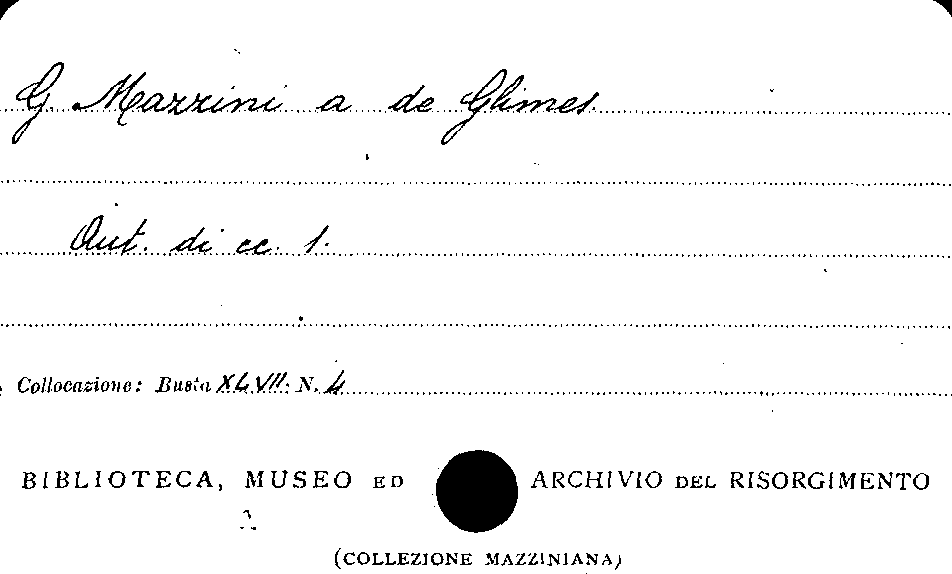 G. Mazzini a de Glimes.
Aut. di cc. 1.
Collocazione: Busta XLVII: N. 4
BIBLIOTECA, MUSEO ED ARCHIVIO DEL RISORGIMENTO
(COLLEZIONE MAZZINIANA)